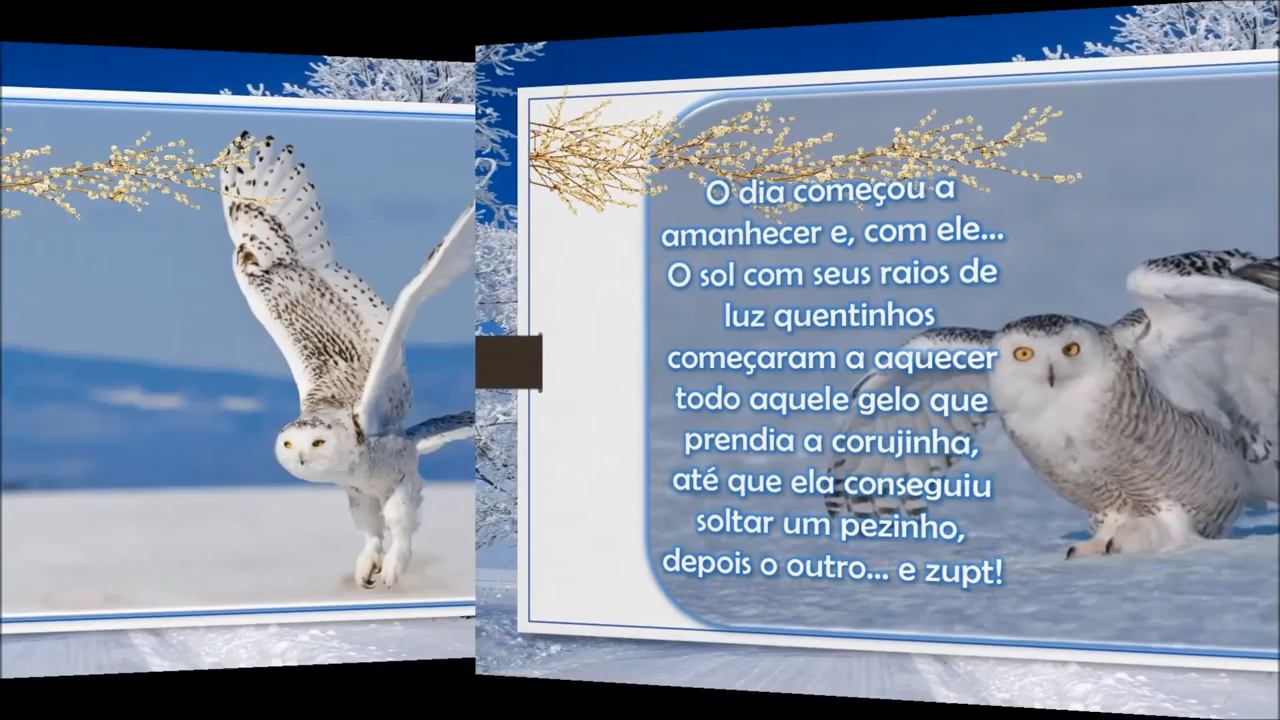 O dia começou a
amanhecer e, com ele...
O sol com seus raios de
luz quentinhos
começaram a aquecer
todo aquele gelo que
prendia a corujinha,
até que ela conseguiu
soltar um pezinho,
depois o outro... e zupt!